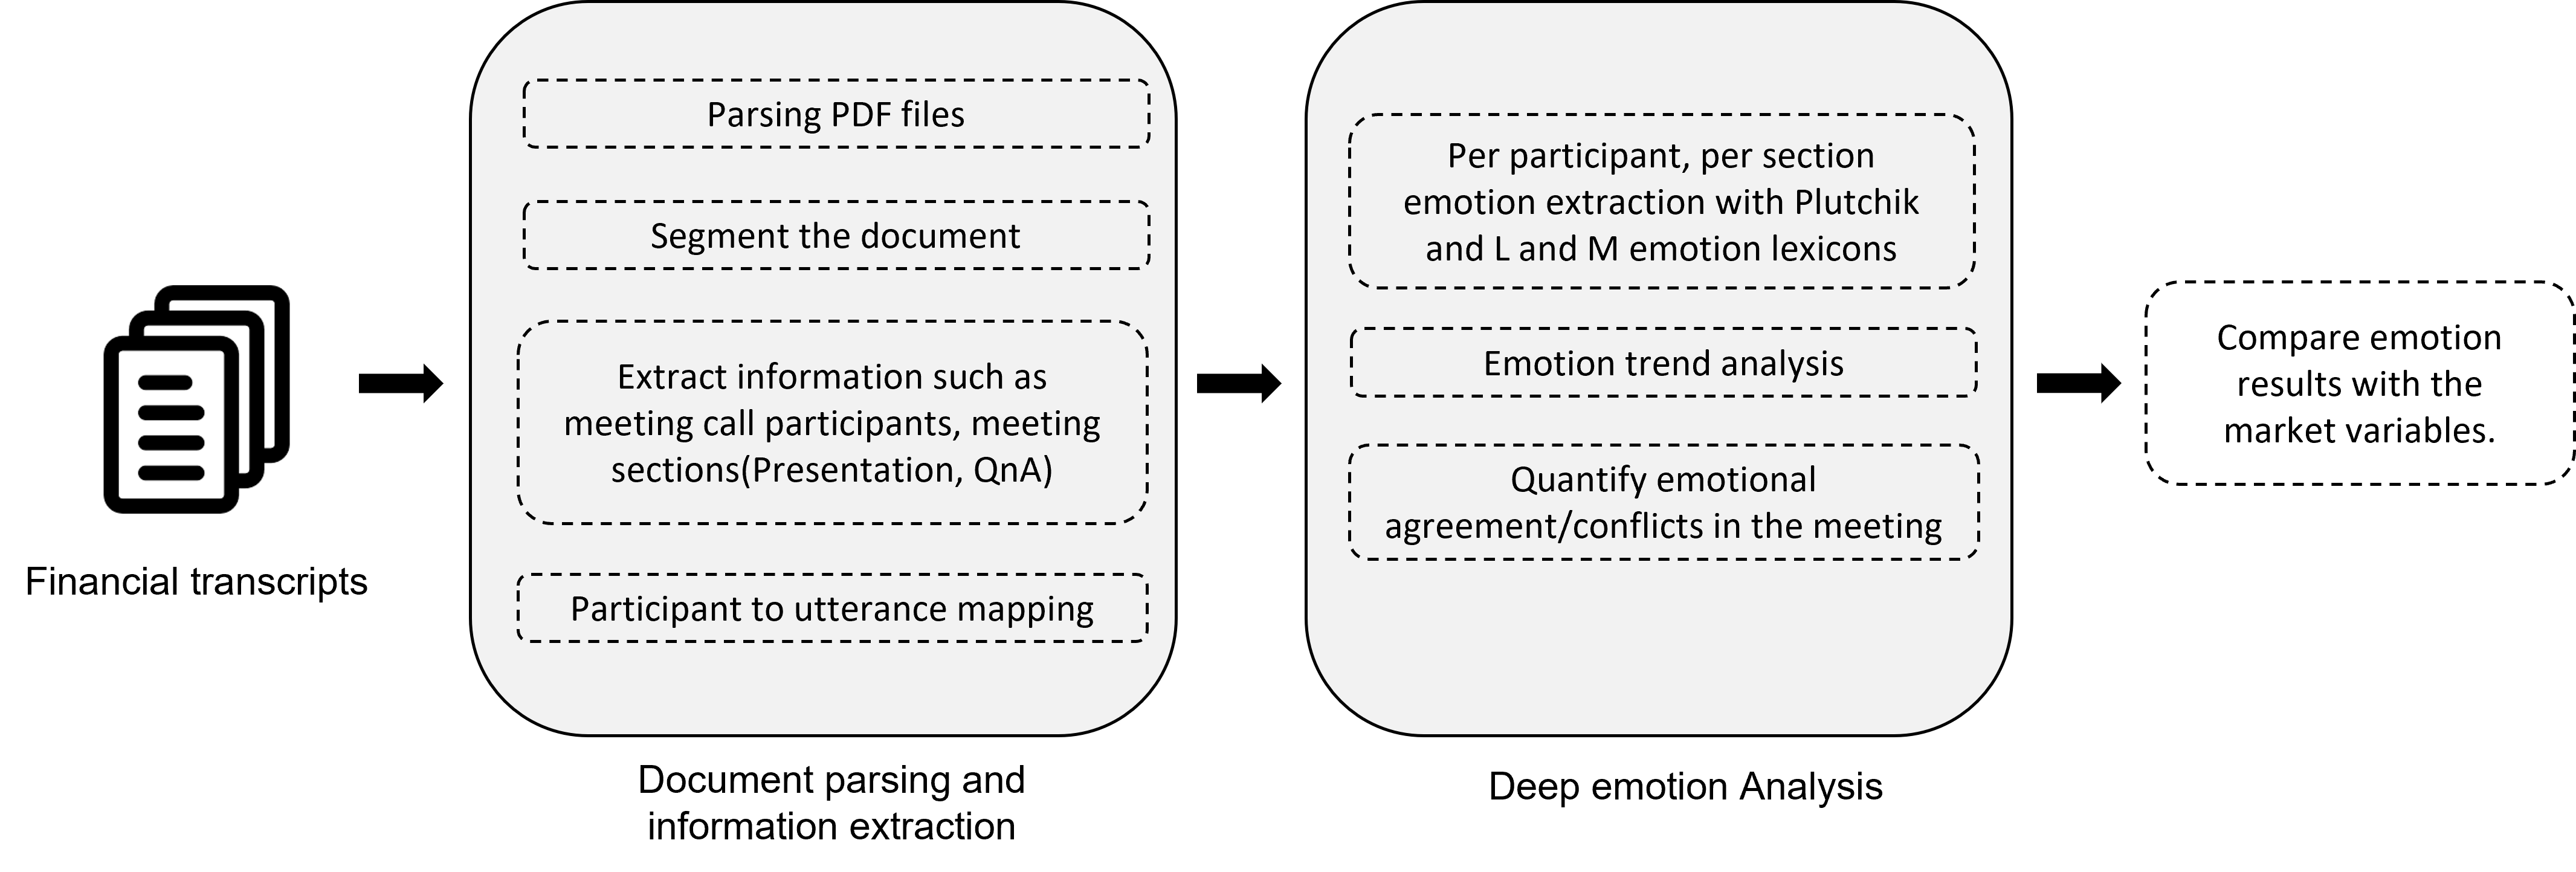 Financial transcripts
Parsing PDF files
Segment the document
Extract information such as
meeting call participants, meeting
sections(Presentation, QnA)
Participant to utterance mapping
Document parsing and
information extraction
Per participant, per section
emotion extraction with Plutchik
and L and M emotion lexicons
Emotion trend analysis
Quantify emotional
agreement/conflicts in the meeting
Deep emotion Analysis
Compare emotion
results with the
market variables.